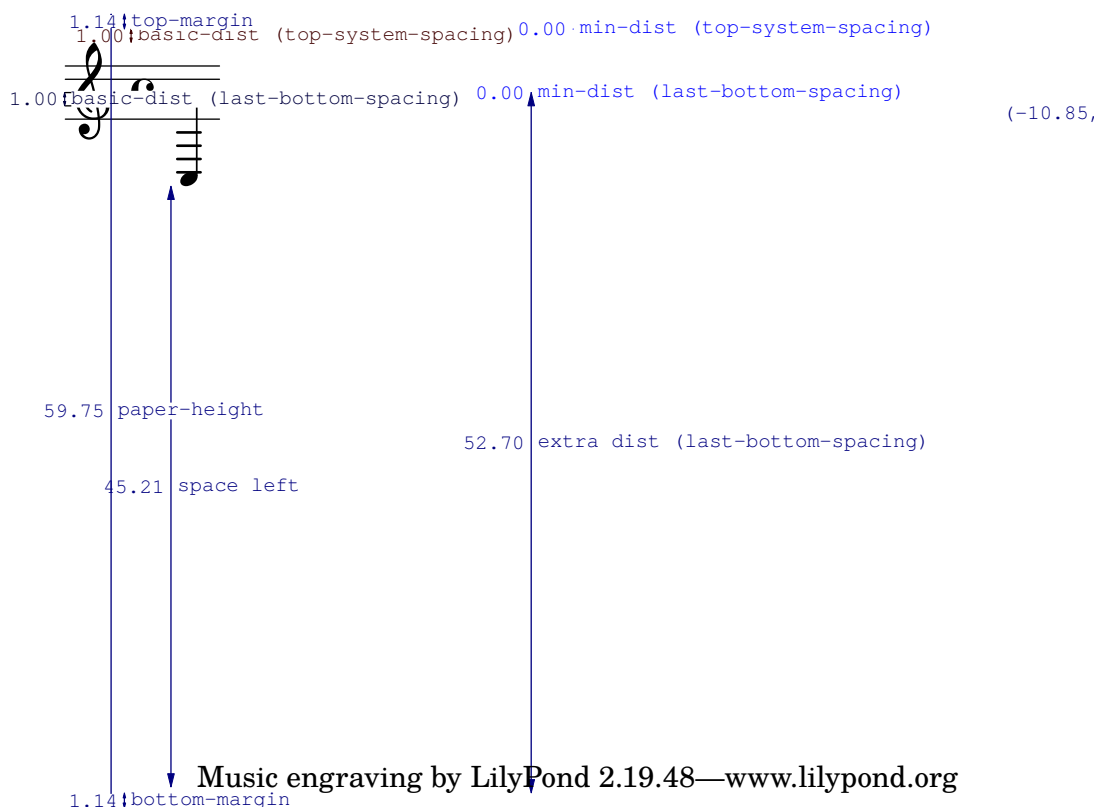 1.14 top-margin
1.00 basic-dist (top-system-spacing) 0.00 min-dist (top-system-spacing)
1.00 basic-dist (last-bottom-spacing) 0.00 min-dist (last-bottom-spacing)
(-10.85,
59.75 paper-height
52.70 extra dist (last-bottom-spacing)
45.21 space left
Music engraving by LilyPond 2.19.48—www.lilypond.org
1.14 bottom-margin